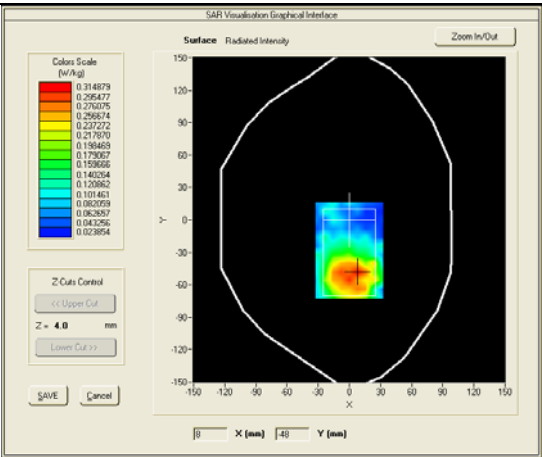 SAR Visualisation Graphical Interface
Surface Radiated Intensity
Zoom In/Out
Colors Scale
(W/kg)
0.314879
0.295477
0.276075
0.256674
0.237272
0.217870
0.198469
0.179067
0.159666
0.140264
0.120862
0.101461
0.082059
0.062657
0.043256
0.023854
Z-Cuts Control
<< Upper Cut
Z = 4.0 mm
Lower Cut >>
SAVE Cancel
150
120
90
60
30
0
-30
-60
-90
-120
-150
Y
-150 -120 -90 -60 -30 0 30 60 90 120 150
X
8 X (mm) -48 Y (mm)